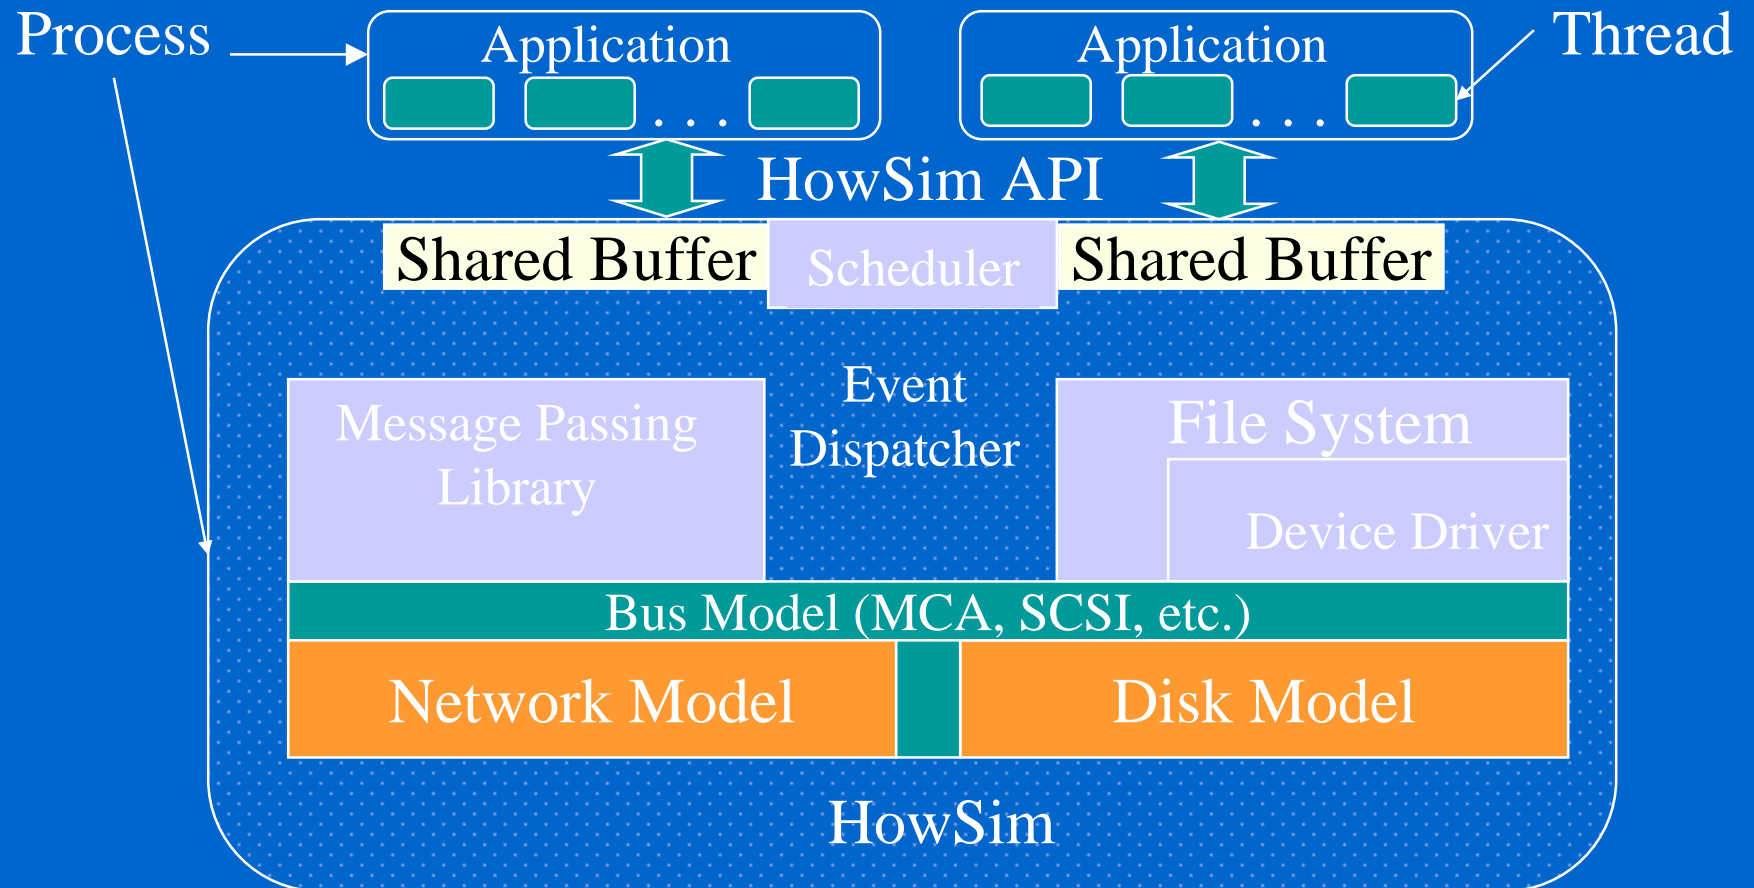 Process
Application
Application
Thread
. . .
. . .
HowSim API
Shared Buffer
Scheduler
Shared Buffer
Event
Dispatcher
Message Passing
Library
File System
Device Driver
Bus Model (MCA, SCSI, etc.)
Network Model
Disk Model
HowSim